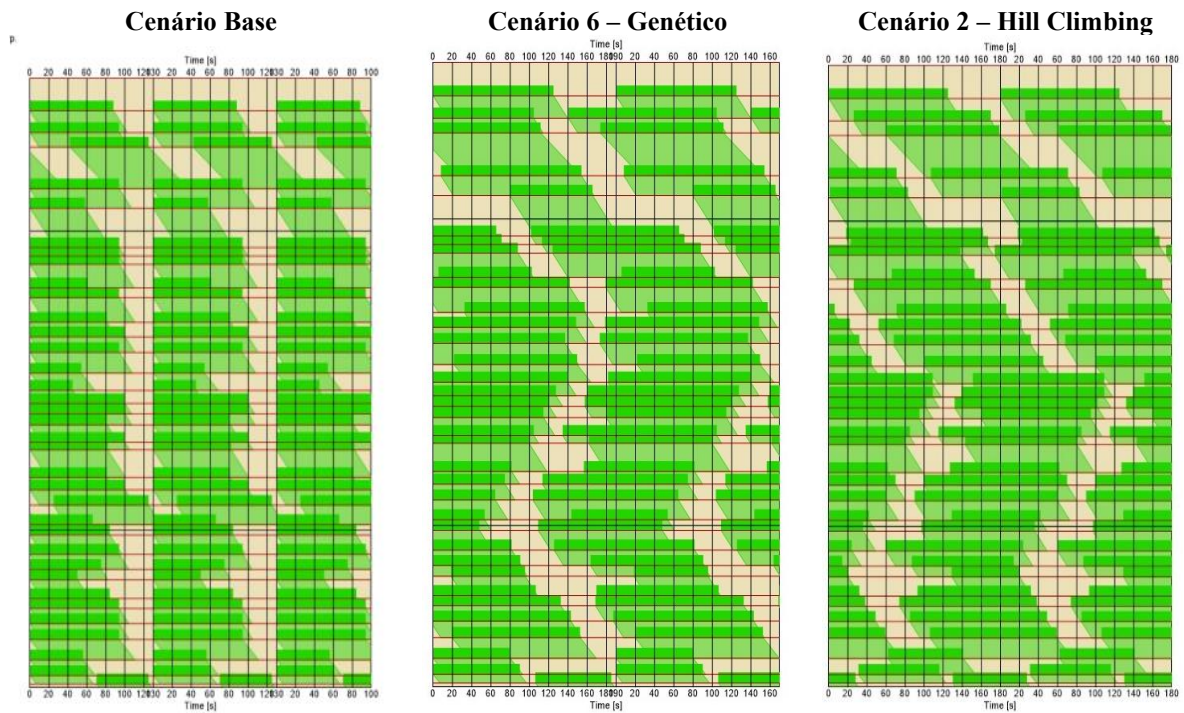 Cenário Base
Cenário 6 – Genético
Cenário 2 – Hill Climbing
p.
Time [s]
Time [s]
Time [s]
0 20 40 60 80 100 120 20 40 60 80 100 120 20 40 60 80 100
0 20 40 60 80 100 120 140 160 180 20 40 60 80 100 120 140 160
0 20 40 60 80 100 120 140 160 180 20 40 60 80 100 120 140 160 180
0 20 40 60 80 100 120 20 40 60 80 100 120 20 40 60 80 100
0 20 40 60 80 100 120 140 160 180 20 40 60 80 100 120 140 160
0 20 40 60 80 100 120 140 160 180 20 40 60 80 100 120 140 160 180
Time [s]
Time [s]
Time [s]